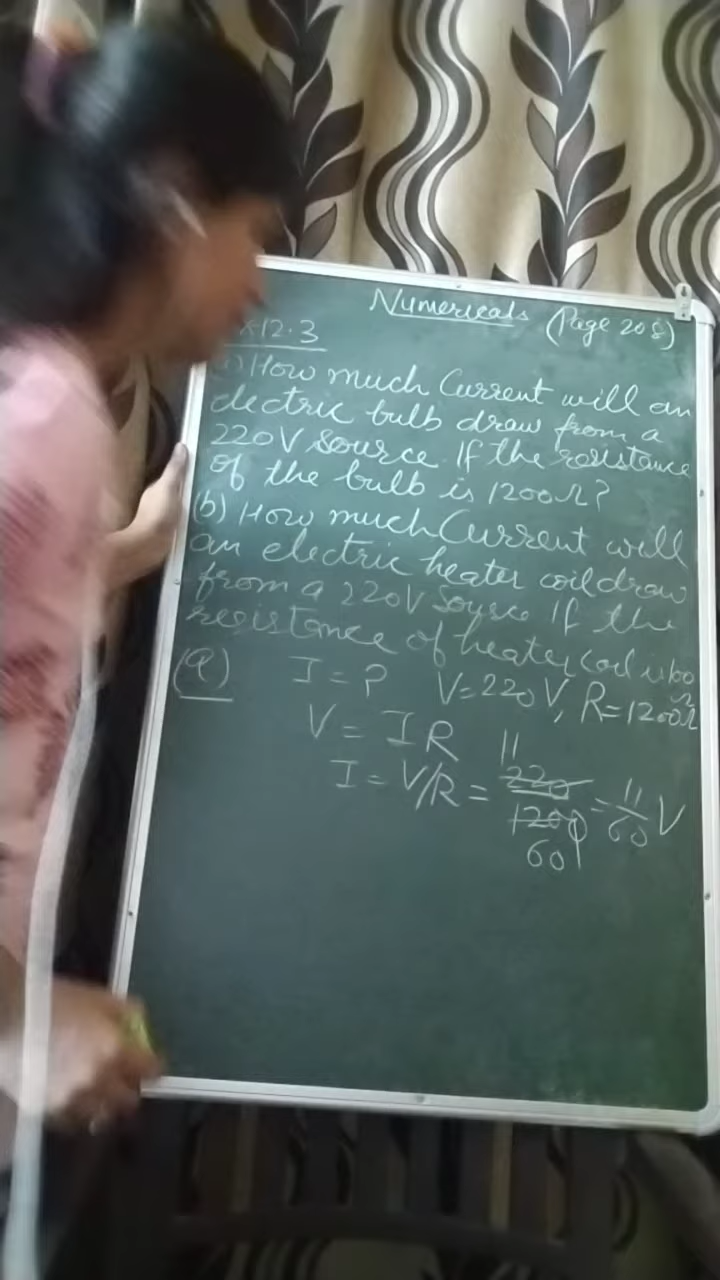 Numericals (Page 208)
12.3
How much Current will an
electric bulb draw from a
220V Source. If the resistance
of the bulb is 1200Ω?
(b) How much Current will
an electric heater coil draw
from a 220V Source If the
resistance of heater coil is 100
Ω
(a) I = ? V=220V, R=1200Ω
V = IR
I = V/R = 220/1200 = 11/60 V
11
60